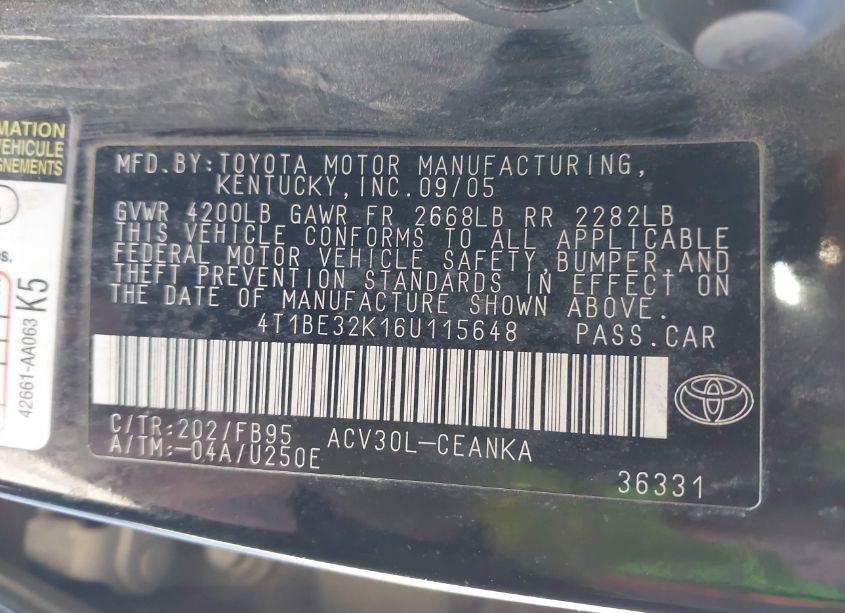 MATION
VEHICULE
GNEMENTS
os.
K5
42661-AA063
MFD.BY:TOYOTA MOTOR MANUFACTURING,
KENTUCKY,INC.09/05
GVWR 4200LB GAWR FR 2668LB RR 2282LB
THIS VEHICLE CONFORMS TO ALL APPLICABLE
FEDERAL MOTOR VEHICLE SAFETY,BUMPER,AND
THEFT PREVENTION STANDARDS IN EFFECT ON
THE DATE OF MANUFACTURE SHOWN ABOVE.
4T1BE32K16U115648 PASS.CAR
C/TR:202/FB95 ACV30L-CEANKA
A/TM:-04A/U250E
36331